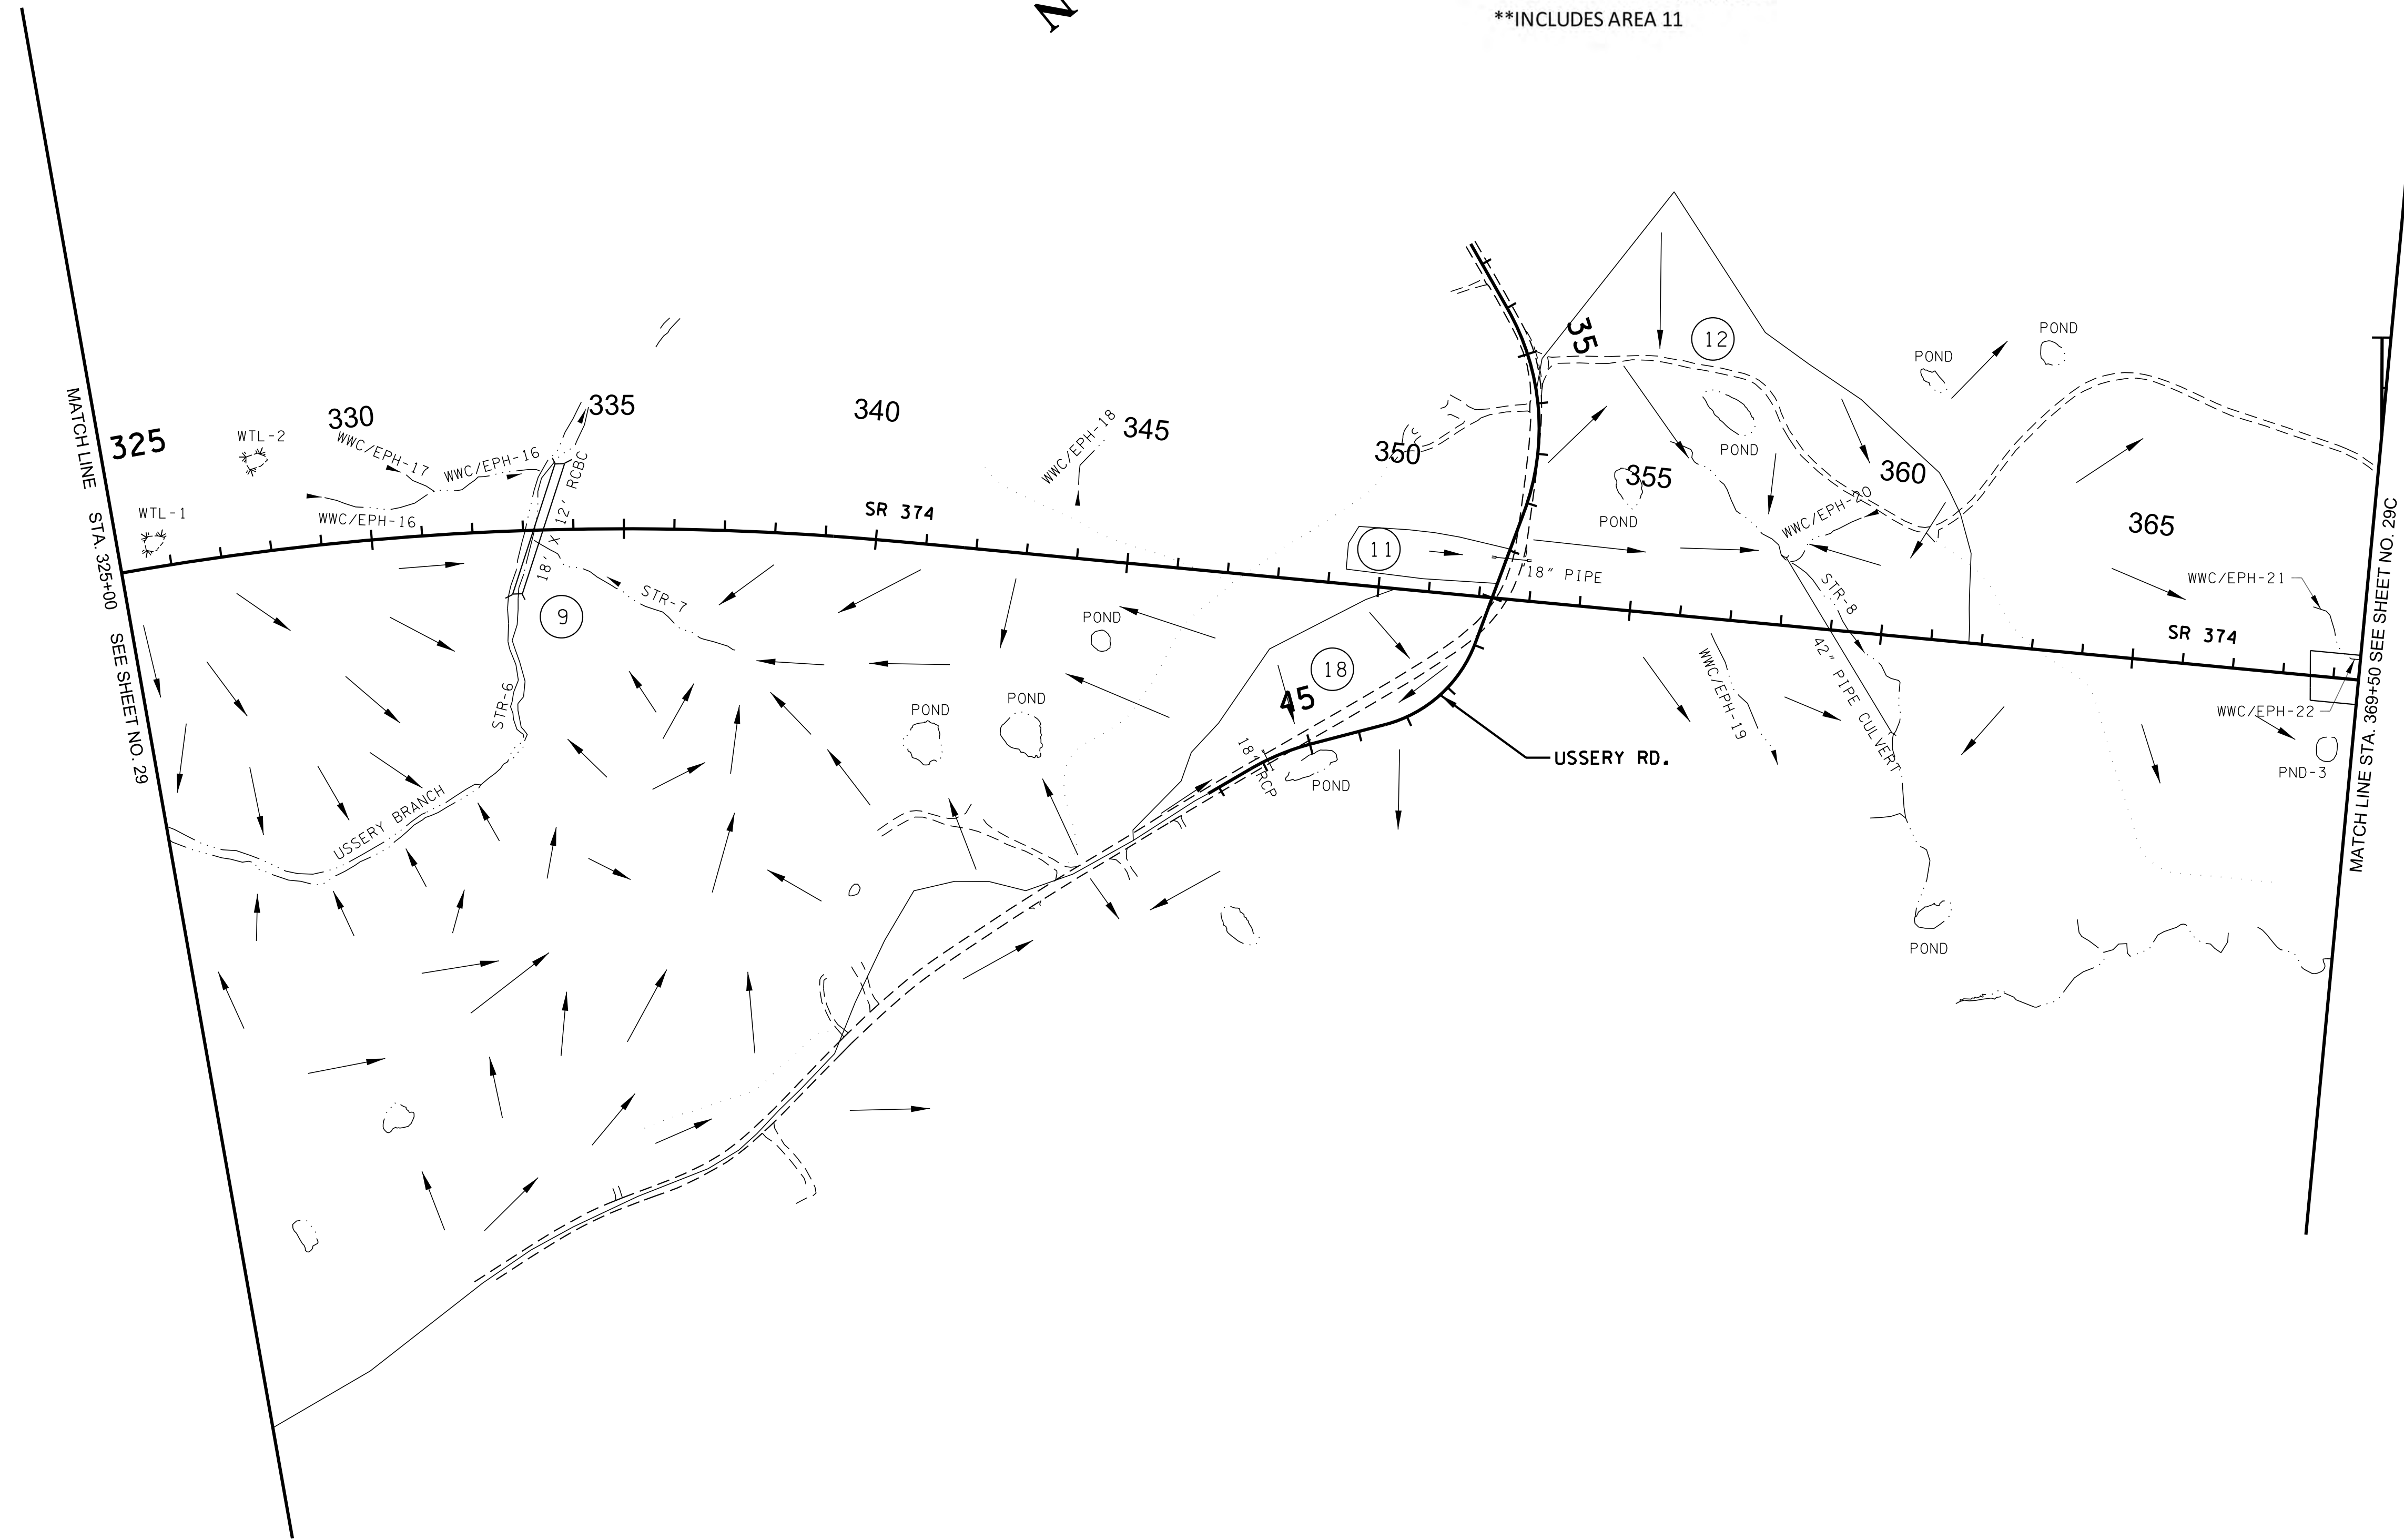 N
**INCLUDES AREA 11
35
12
POND
POND
335
325
330
340
345
350
355
360
365
WTL-2
WWC/EPH-17
WWC/EPH-16
WWC/EPH-18
POND
WTL-1
WWC/EPH-16
18' X 12' RCBC
SR 374
POND
WWC/EPH-20
11
18" PIPE
MATCH LINE STA. 325+00 SEE SHEET NO. 29
9
STR-7
POND
STR-8
WWC/EPH-21
SR 374
MATCH LINE STA. 369+50 SEE SHEET NO. 29C
18
45
STR-6
POND
POND
WWC/EPH-19
42" PIPE CULVERT
WWC/EPH-22
USSERY RD.
18" RCP
POND
PND-3
USSERY BRANCH
POND